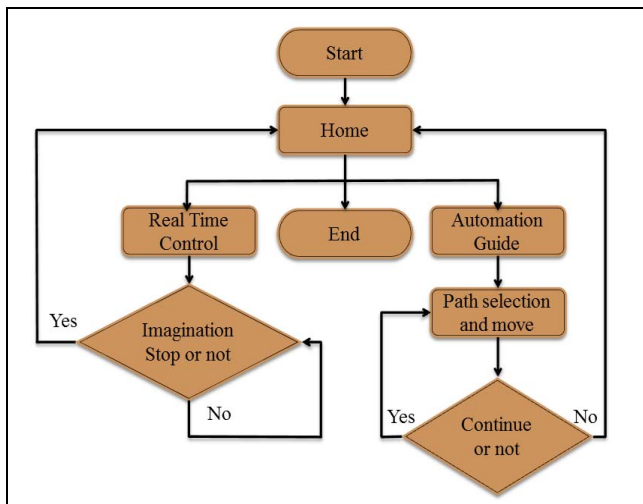 Start
Home
Real Time
Control
End
Automation
Guide
Path selection
and move
Yes
Imagination
Stop or not
No
Yes
Continue
or not
No